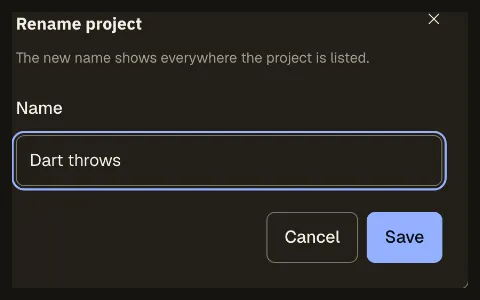 Rename project
The new name shows everywhere the project is listed.
Name
Dart throws
Cancel
Save